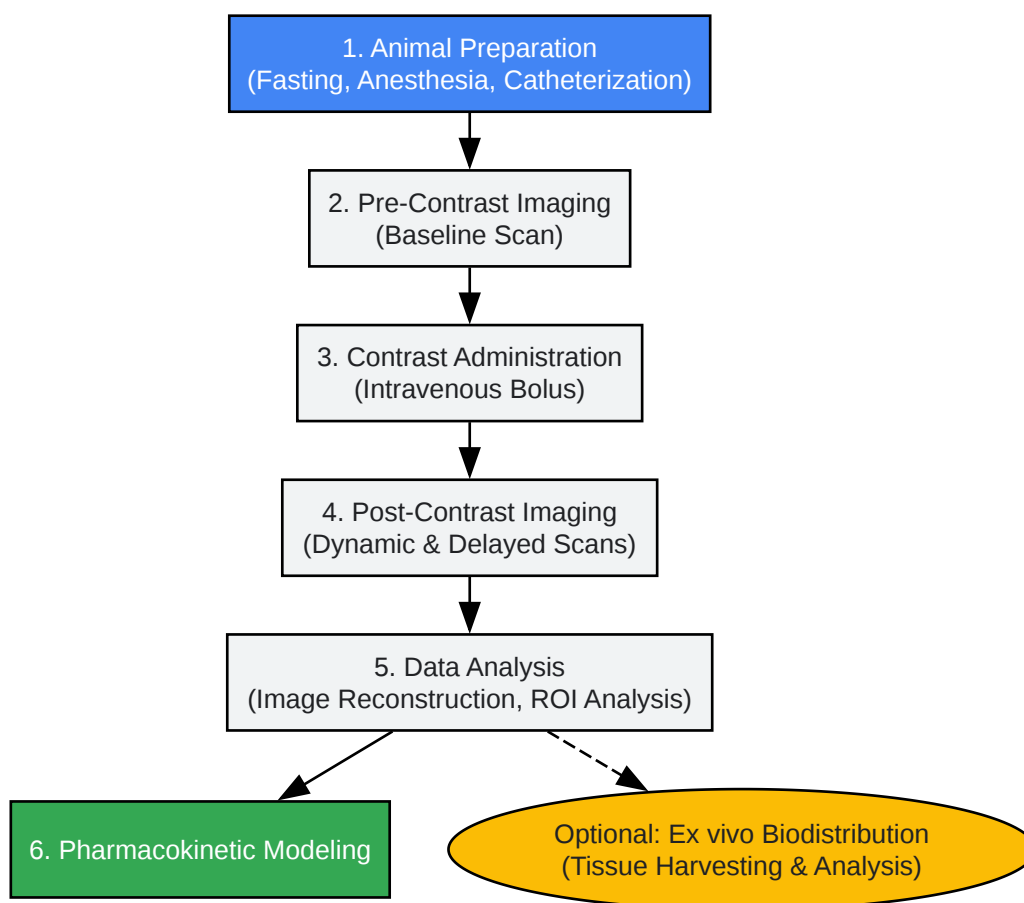 1. Animal Preparation
(Fasting, Anesthesia, Catheterization)
2. Pre-Contrast Imaging
(Baseline Scan)
3. Contrast Administration
(Intravenous Bolus)
4. Post-Contrast Imaging
(Dynamic & Delayed Scans)
5. Data Analysis
(Image Reconstruction, ROI Analysis)
6. Pharmacokinetic Modeling
Optional: Ex vivo Biodistribution
(Tissue Harvesting & Analysis)